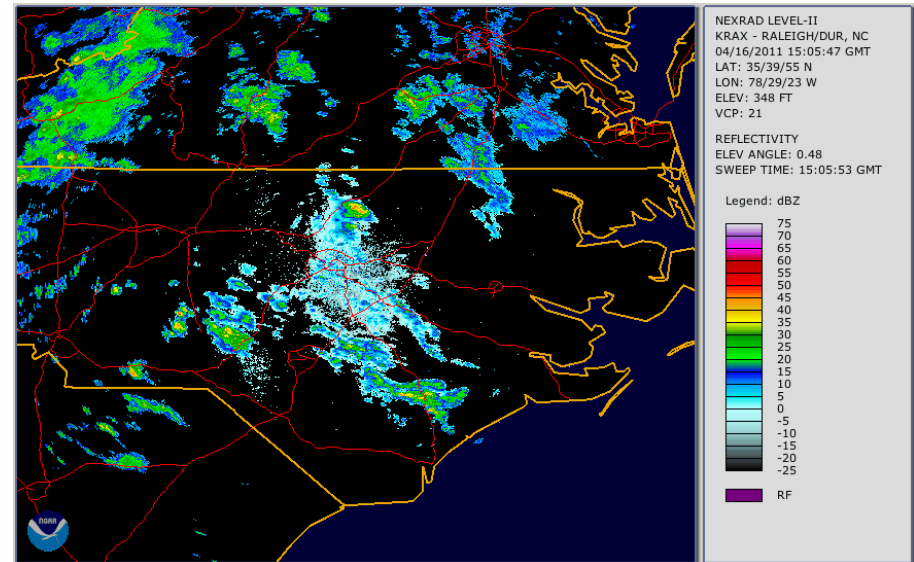 NEXRAD LEVEL-II
KRAX - RALEIGH/DUR, NC
04/16/2011 15:05:47 GMT
LAT: 35/39/55 N
LON: 78/29/23 W
ELEV: 348 FT
VCP: 21
REFLECTIVITY
ELEV ANGLE: 0.48
SWEEP TIME: 15:05:53 GMT
Legend: dBZ
75
70
65
60
55
50
45
40
35
30
25
20
15
10
5
0
-5
-10
-15
-20
-25
RF
NOAA